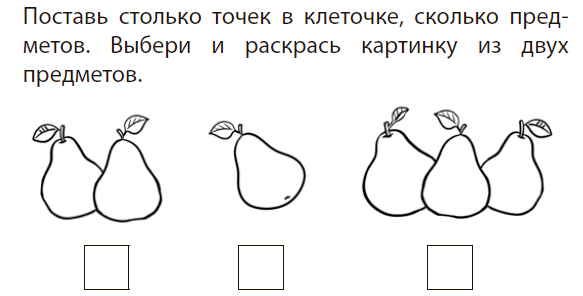 Поставь столько точек в клеточке, сколько пред-
метов. Выбери и раскрась картинку из двух
предметов.